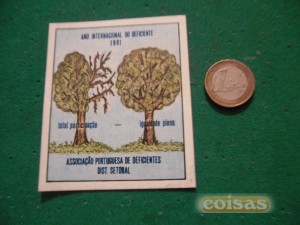 ANO INTERNACIONAL DO DEFICIENTE
1981
total participação — igualdade plena
ASSOCIAÇÃO PORTUGUESA DE DEFICIENTES
DIST. SETÚBAL
coisas